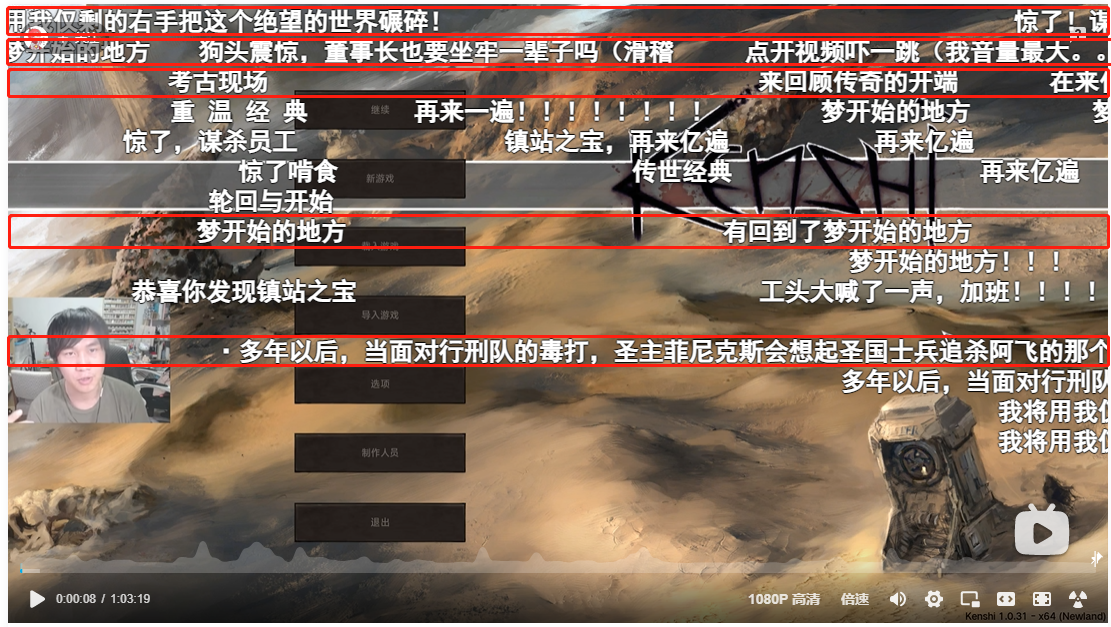 用我仅剩的右手把这个绝望的世界碾碎！ 惊了！谋
梦开始的地方 狗头震惊，董事长也要坐牢一辈子吗（滑稽 点开视频吓一跳（我音量最大。。
考古现场 来回顾传奇的开端 在来亿
重 温 经 典 再来一遍！！！！！！！！ 梦开始的地方 梦
继续
惊了，谋杀员工 镇站之宝，再来亿遍 再来亿遍
惊了啃食 传世经典 再来亿遍
新游戏
KENSHI
轮回与开始
梦开始的地方 有回到了梦开始的地方
载入游戏
梦开始的地方！！！
恭喜你发现镇站之宝 工头大喊了一声，加班！！！！
导入游戏
·多年以后，当面对行刑队的毒打，圣主菲尼克斯会想起圣国士兵追杀阿飞的那个
选项 多年以后，当面对行刑队
我将用我仅
我将用我仅
制作人员
退出
0:00:08 / 1:03:19 1080P 高清 倍速
Kenshi 1.0.31 - x64 (Newland)